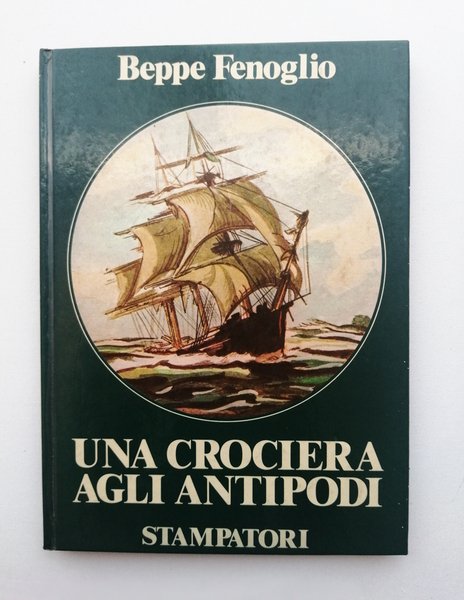 Beppe Fenoglio
UNA CROCIERA
AGLI ANTIPODI
STAMPATORI